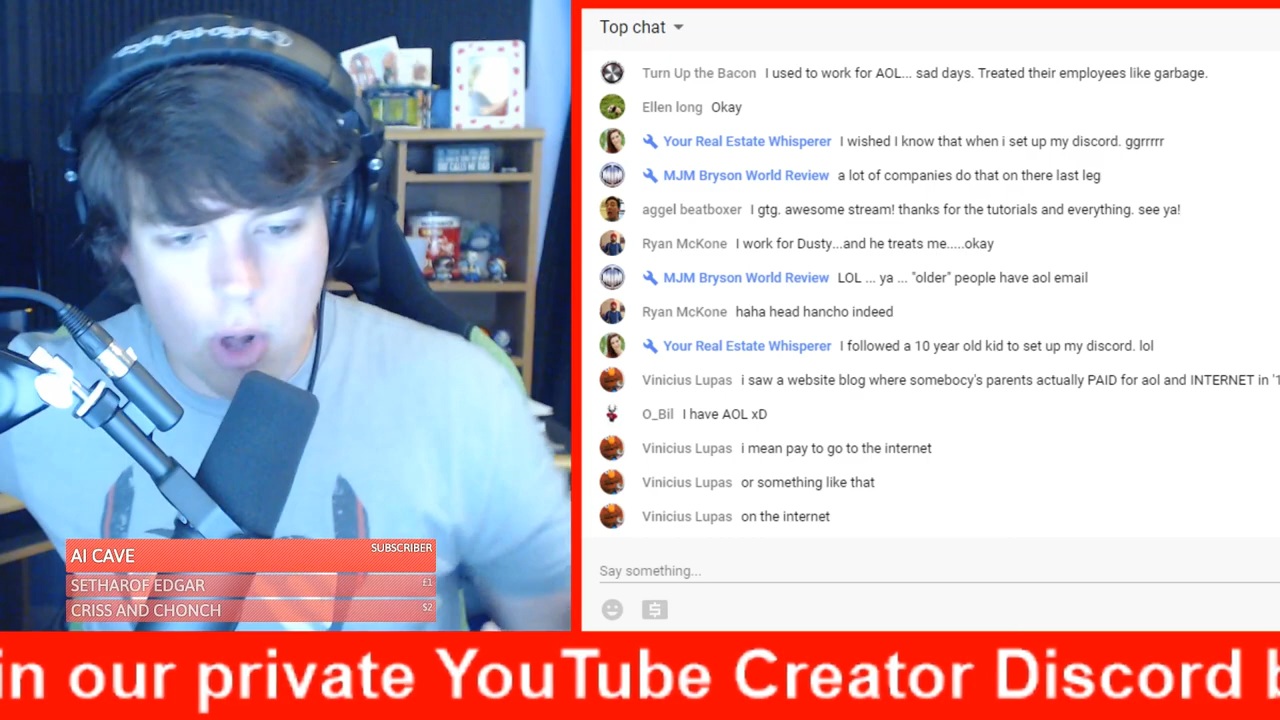 Top chat
Turn Up the Bacon I used to work for AOL... sad days. Treated their employees like garbage.
Ellen long Okay
Your Real Estate Whisperer I wished I know that when i set up my discord. ggrrrrr
MJM Bryson World Review a lot of companies do that on there last leg
aggel beatboxer I gtg. awesome stream! thanks for the tutorials and everything. see ya!
Ryan McKone I work for Dusty...and he treats me.....okay
MJM Bryson World Review LOL ... ya ... "older" people have aol email
Ryan McKone haha head hancho indeed
Your Real Estate Whisperer I followed a 10 year old kid to set up my discord. lol
Vinicius Lupas i saw a website blog where somebocy's parents actually PAID for aol and INTERNET in '1
O_Bil I have AOL xD
Vinicius Lupas i mean pay to go to the internet
Vinicius Lupas or something like that
Vinicius Lupas on the internet
Say something...
AI CAVE SUBSCRIBER
SETHAROF EDGAR £1
CRISS AND CHONCH $2
in our private YouTube Creator Discord b